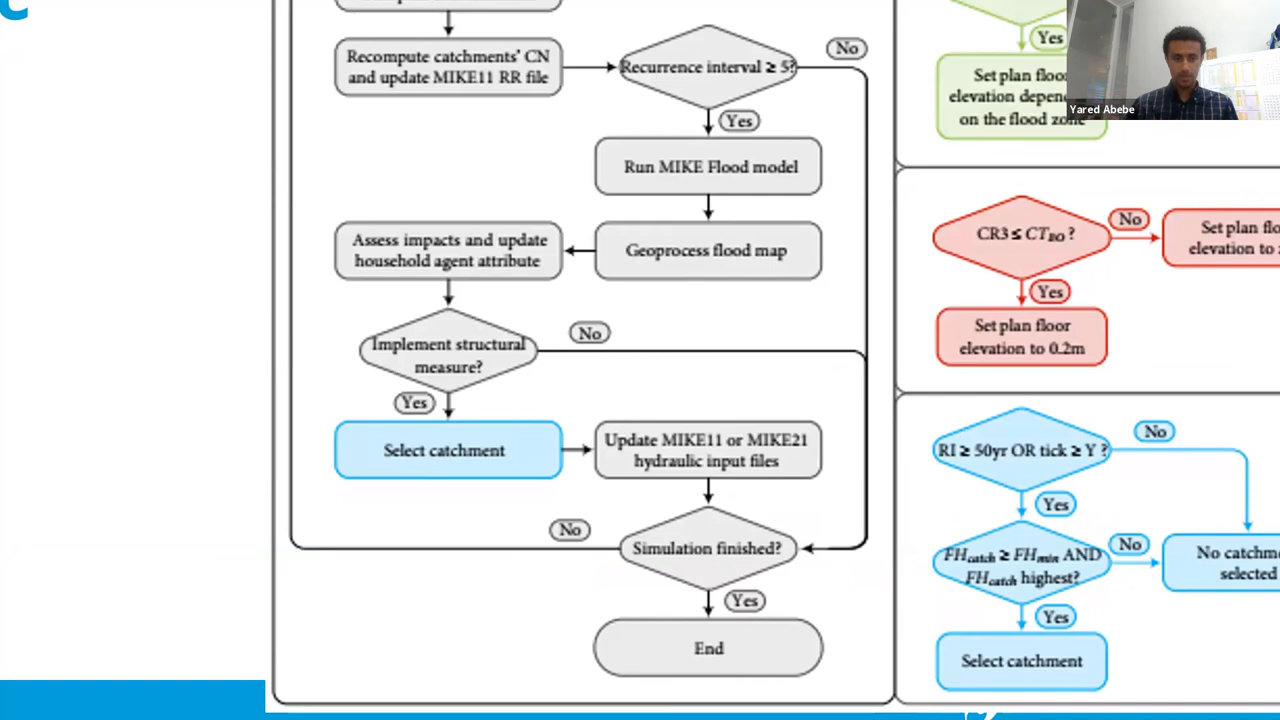 Recompute catchments' CN
and update MIKE11 RR file
Recurrence interval ≥ 5?
No
Yes
Run MIKE Flood model
Geoprocess flood map
Assess impacts and update
household agent attribute
Implement structural
measure?
No
Yes
Select catchment
Update MIKE11 or MIKE21
hydraulic input files
Simulation finished?
No
Yes
End
Yes
Set plan floor
elevation
on the flood zone
Yared Abebe
CR3 ≤ CT_BO ?
No
Set plan
elevation to
Yes
Set plan floor
elevation to 0.2m
RI ≥ 50yr OR tick ≥ Y ?
No
Yes
FH_catch ≥ FH_min AND
FH_catch highest?
No
No
selected
Yes
Select catchment